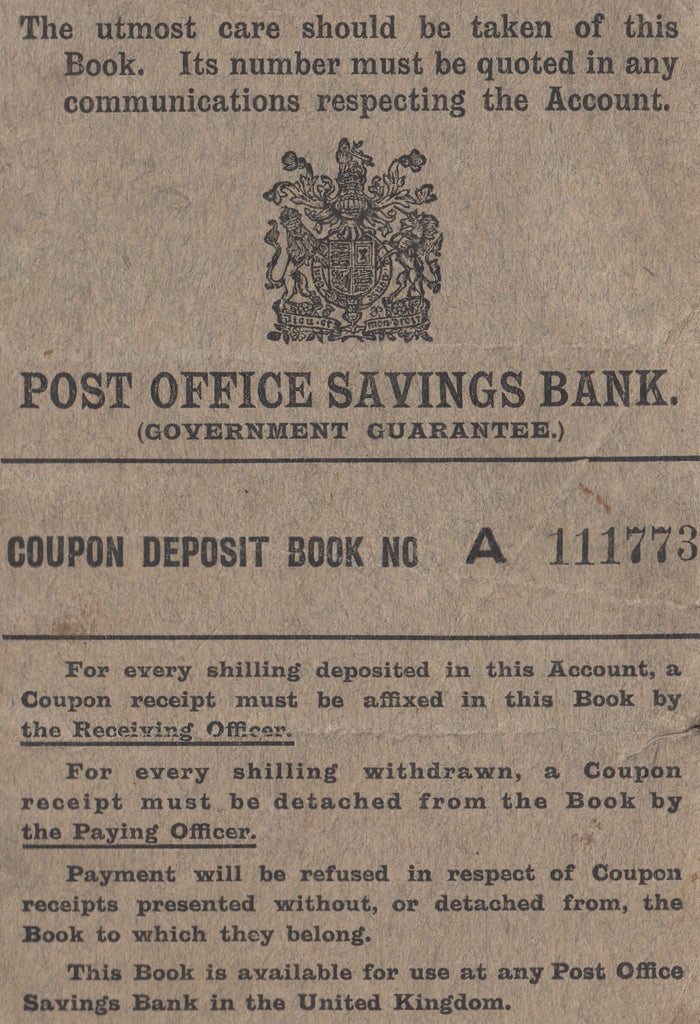 The utmost care should be taken of this
Book. Its number must be quoted in any
communications respecting the Account.
Dieu et mon droit
POST OFFICE SAVINGS BANK.
(GOVERNMENT GUARANTEE.)
COUPON DEPOSIT BOOK NO A 111773
For every shilling deposited in this Account, a
Coupon receipt must be affixed in this Book by
the Receiving Officer.
For every shilling withdrawn, a Coupon
receipt must be detached from the Book by
the Paying Officer.
Payment will be refused in respect of Coupon
receipts presented without, or detached from, the
Book to which they belong.
This Book is available for use at any Post Office
Savings Bank in the United Kingdom.